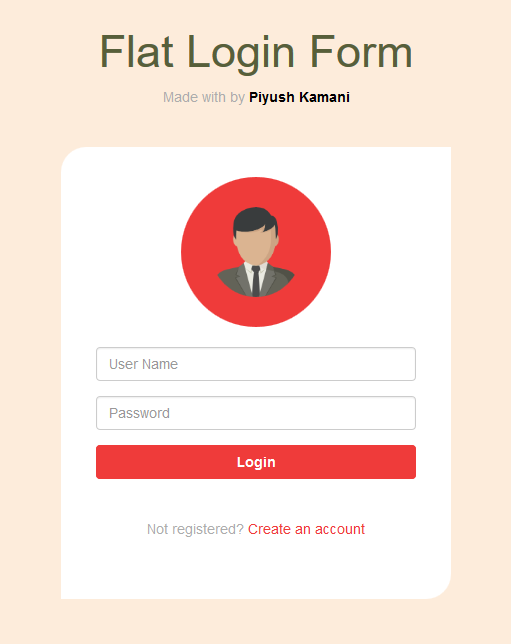 Flat Login Form
Made with by Piyush Kamani
User Name
Password
Login
Not registered? Create an account